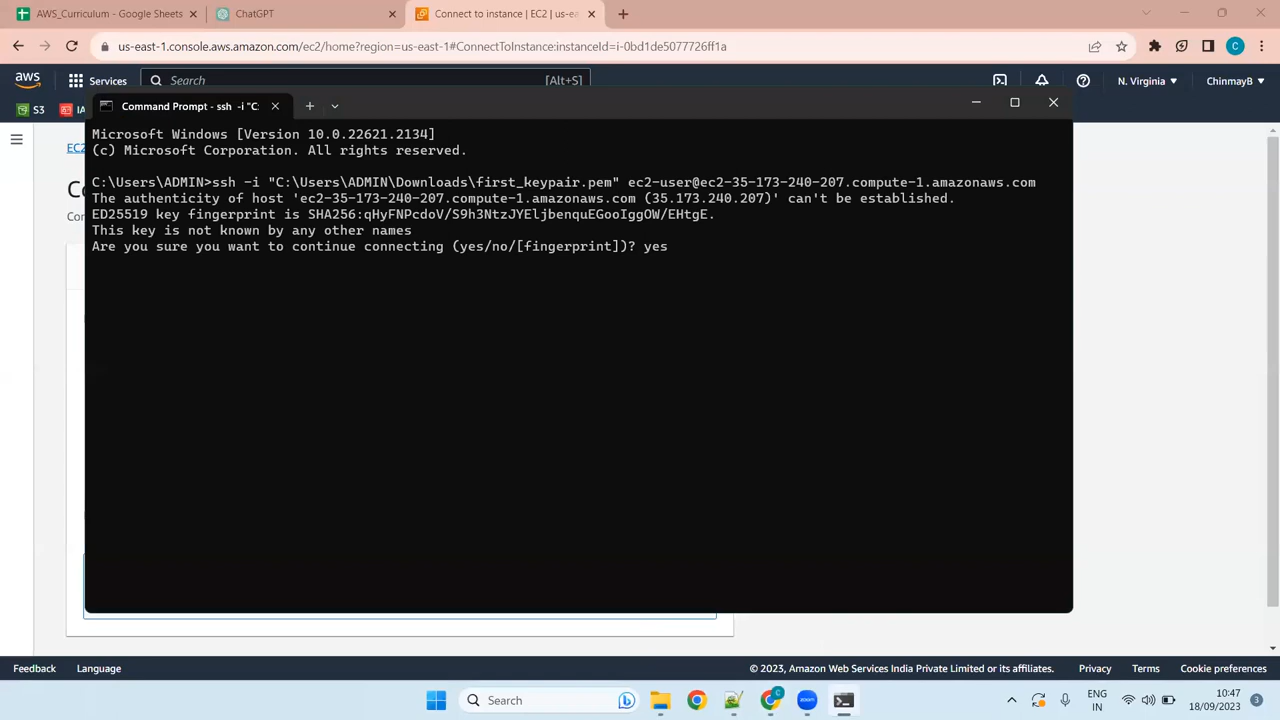 AWS_Curriculum - Google Sheets
ChatGPT
Connect to instance | EC2 | us-e
us-east-1.console.aws.amazon.com/ec2/home?region=us-east-1#ConnectToInstance:instanceId=i-0bd1de5077726ff1a
C
aws
Services
Search
[Alt+S]
N. Virginia
ChinmayB
S3
EC2
Command Prompt - ssh -i "C:
Microsoft Windows [Version 10.0.22621.2134]
(c) Microsoft Corporation. All rights reserved.
C:\Users\ADMIN>ssh -i "C:\Users\ADMIN\Downloads\first_keypair.pem" ec2-user@ec2-35-173-240-207.compute-1.amazonaws.com
The authenticity of host 'ec2-35-173-240-207.compute-1.amazonaws.com (35.173.240.207)' can't be established.
ED25519 key fingerprint is SHA256:qHyFNPcdoV/S9h3NtzJYEljbenquEGooIggOW/EHtgE.
This key is not known by any other names
Are you sure you want to continue connecting (yes/no/[fingerprint])? yes
Feedback
Language
© 2023, Amazon Web Services India Private Limited or its affiliates.
Privacy
Terms
Cookie preferences
Search
zoom
ENG
IN
10:47
18/09/2023
3